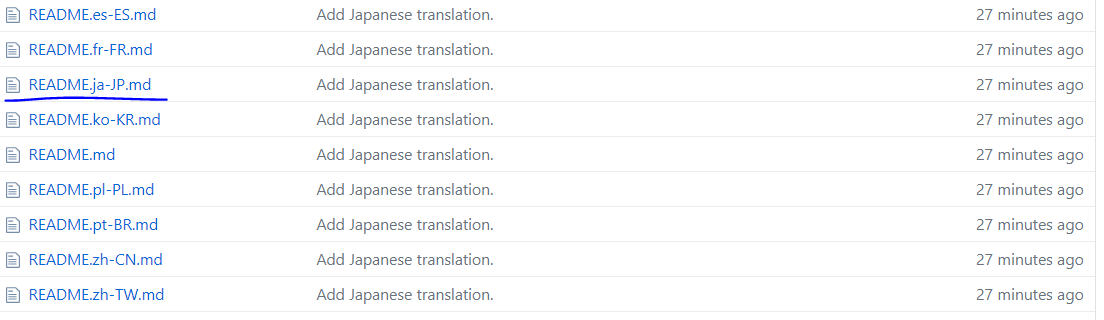 README.es-ES.md Add Japanese translation. 27 minutes ago
README.fr-FR.md Add Japanese translation. 27 minutes ago
README.ja-JP.md Add Japanese translation. 27 minutes ago
README.ko-KR.md Add Japanese translation. 27 minutes ago
README.md Add Japanese translation. 27 minutes ago
README.pl-PL.md Add Japanese translation. 27 minutes ago
README.pt-BR.md Add Japanese translation. 27 minutes ago
README.zh-CN.md Add Japanese translation. 27 minutes ago
README.zh-TW.md Add Japanese translation. 27 minutes ago